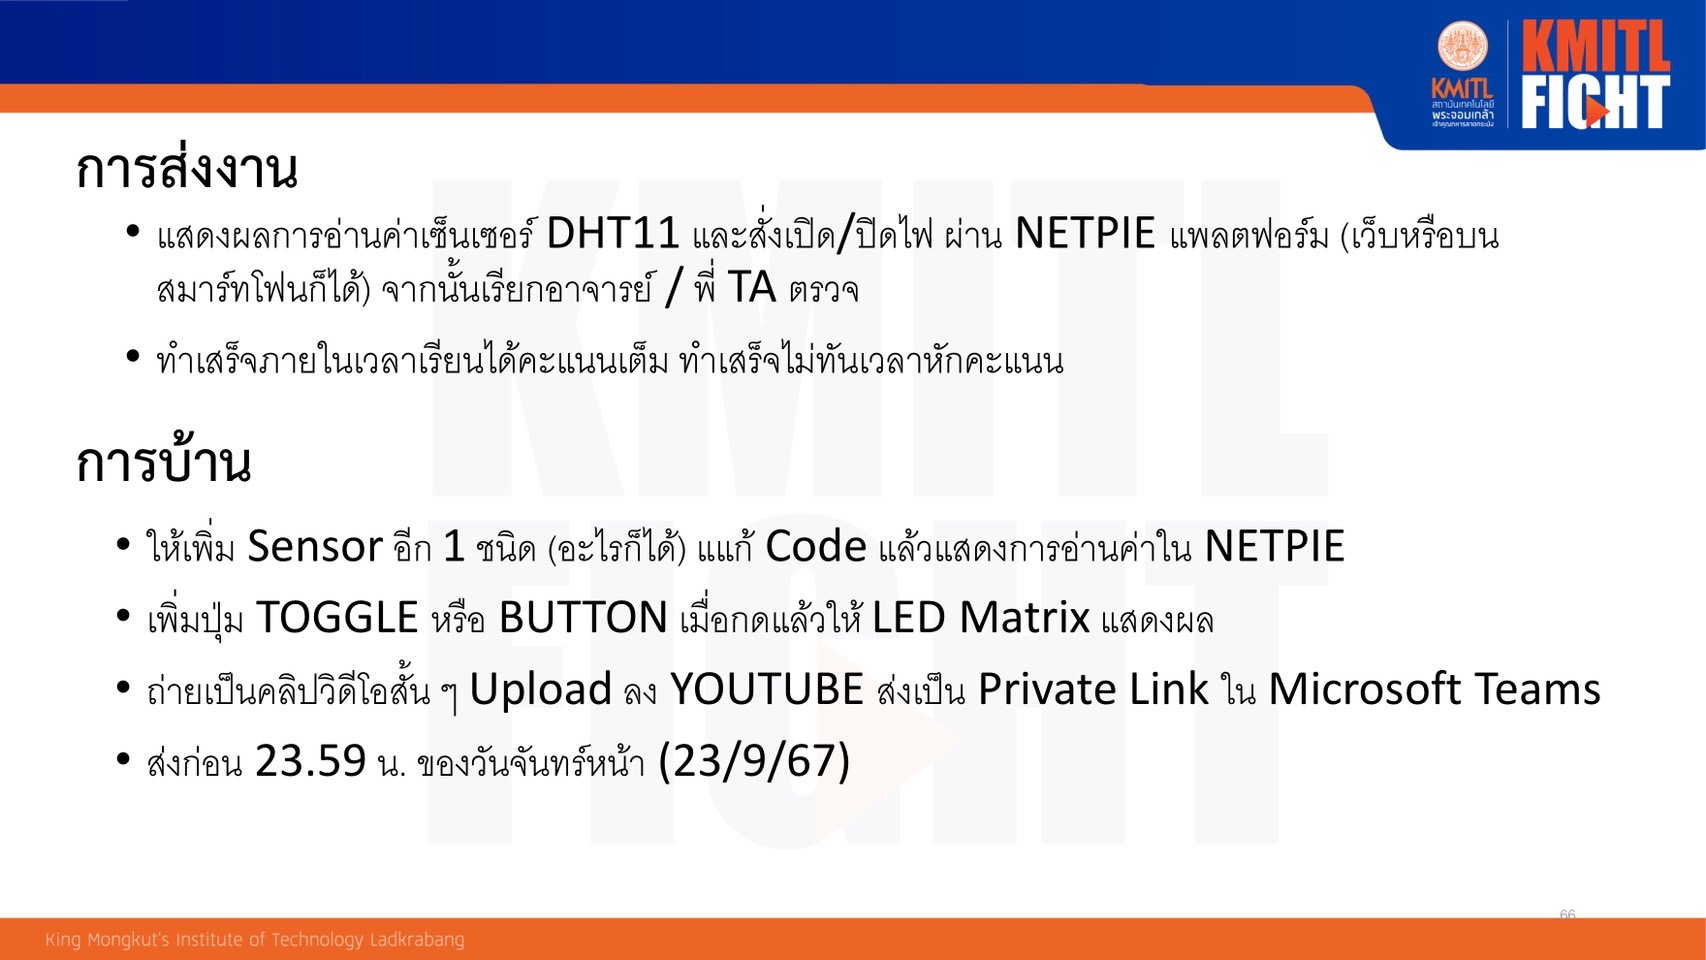 KMITL
สถาบันเทคโนโลยี
พระจอมเกล้า
เจ้าคุณทหารลาดกระบัง
KMITL
FIGHT
การส่งงาน
• แสดงผลการอ่านค่าเซ็นเซอร์ DHT11 และสั่งเปิด/ปิดไฟ ผ่าน NETPIE แพลตฟอร์ม (เว็บหรือบน
สมาร์ทโฟนก็ได้) จากนั้นเรียกอาจารย์ / พี่ TA ตรวจ
• ทำเสร็จภายในเวลาเรียนได้คะแนนเต็ม ทำเสร็จไม่ทันเวลาหักคะแนน
การบ้าน
• ให้เพิ่ม Sensor อีก 1 ชนิด (อะไรก็ได้) แแก้ Code แล้วแสดงการอ่านค่าใน NETPIE
• เพิ่มปุ่ม TOGGLE หรือ BUTTON เมื่อกดแล้วให้ LED Matrix แสดงผล
• ถ่ายเป็นคลิปวิดีโอสั้น ๆ Upload ลง YOUTUBE ส่งเป็น Private Link ใน Microsoft Teams
• ส่งก่อน 23.59 น. ของวันจันทร์หน้า (23/9/67)
66
King Mongkut's Institute of Technology Ladkrabang